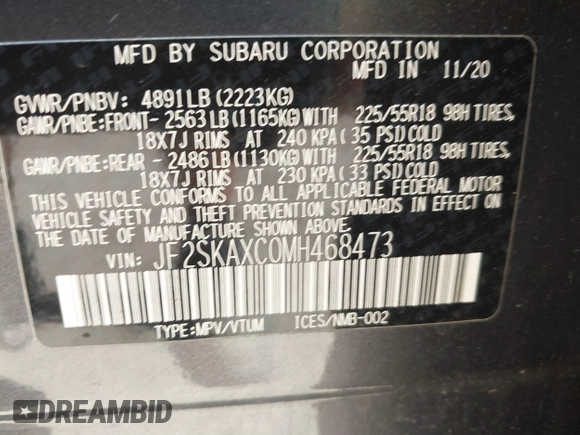 MFD BY SUBARU CORPORATION
MFD IN 11/20
GVWR/PNBV: 4891LB(2223KG)
GAWR/PNBE:FRONT-2563LB(1165KG)WITH 225/55R18 98H TIRES,
18X7J RIMS AT 240 KPA(35 PSI)COLD
GAWR/PNBE:REAR -2486LB(1130KG)WITH 225/55R18 98H TIRES,
18X7J RIMS AT 230 KPA(33 PSI)COLD
THIS VEHICLE CONFORMS TO ALL APPLICABLE FEDERAL MOTOR
VEHICLE SAFETY AND THEFT PREVENTION STANDARDS IN EFFECT ON
THE DATE OF MANUFACTURE SHOWN ABOVE.
VIN: JF2SKAXC0MH468473
TYPE:MPV/VTUM ICES/NMB-002
DREAMBID